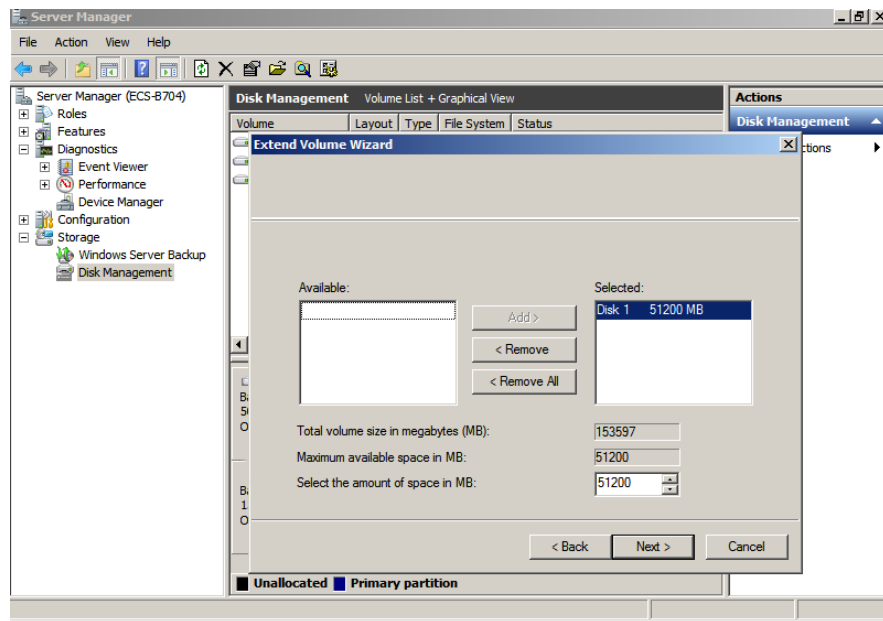 Server Manager
File Action View Help
Server Manager (ECS-B704)
Roles
Features
Diagnostics
Event Viewer
Performance
Device Manager
Configuration
Storage
Windows Server Backup
Disk Management
Disk Management Volume List + Graphical View
Volume Layout Type File System Status
Actions
Disk Management
ctions
Extend Volume Wizard
Available:
Selected:
Disk 1 51200 MB
Add >
< Remove
< Remove All
Total volume size in megabytes (MB): 153597
Maximum available space in MB: 51200
Select the amount of space in MB: 51200
< Back Next > Cancel
Unallocated Primary partition